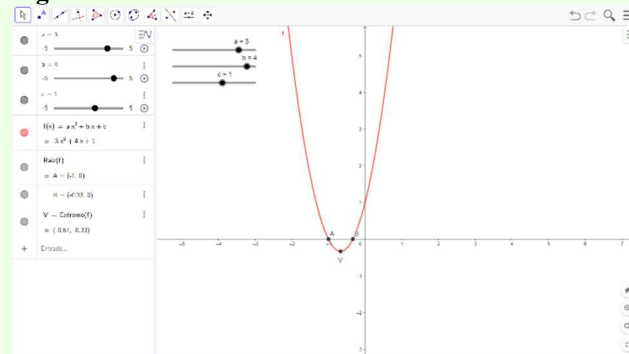 a = 3
-5 5
b = 4
-5 5
c = 1
-5 5
f(x) = a x² + b x + c
= 3 x² + 4 x + 1
Raiz(f)
= A = (-1, 0)
B = (-0.33, 0)
V = Extremo(f)
= (-0.67, -0.33)
+ Entrada...
a = 3
b = 4
c = 1
f
5
4
3
2
1
-5 -4 -3 -2 -1 0 1 2 3 4 5 6 7
-1
-2
-3
A B
V